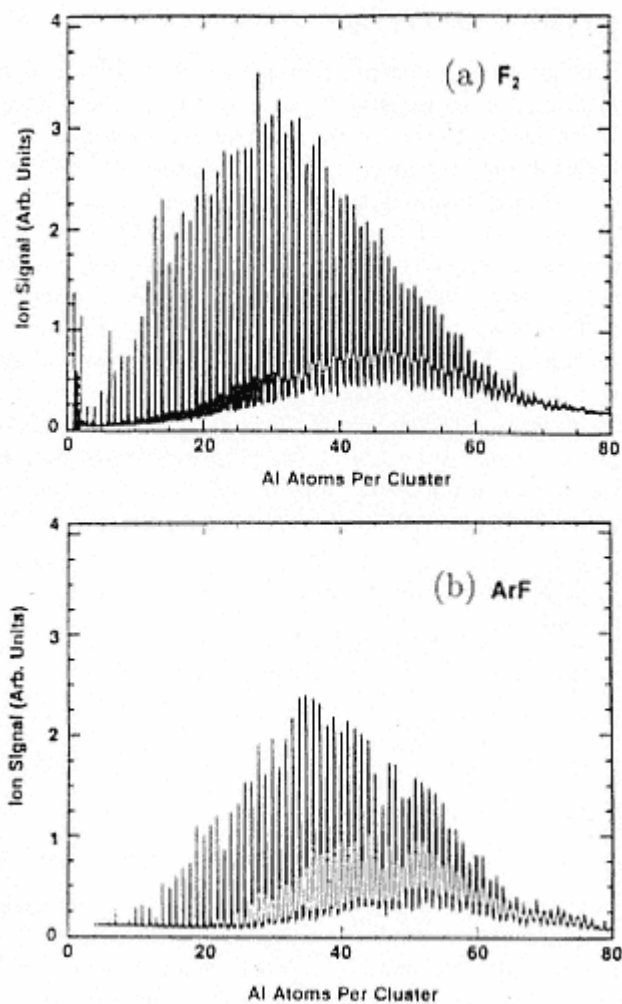 4
(a) F₂
3
Ion Signal (Arb. Units)
2
1
0
0 20 40 60 80
Al Atoms Per Cluster
4
(b) ArF
3
Ion Signal (Arb. Units)
2
1
0
0 20 40 60 80
Al Atoms Per Cluster